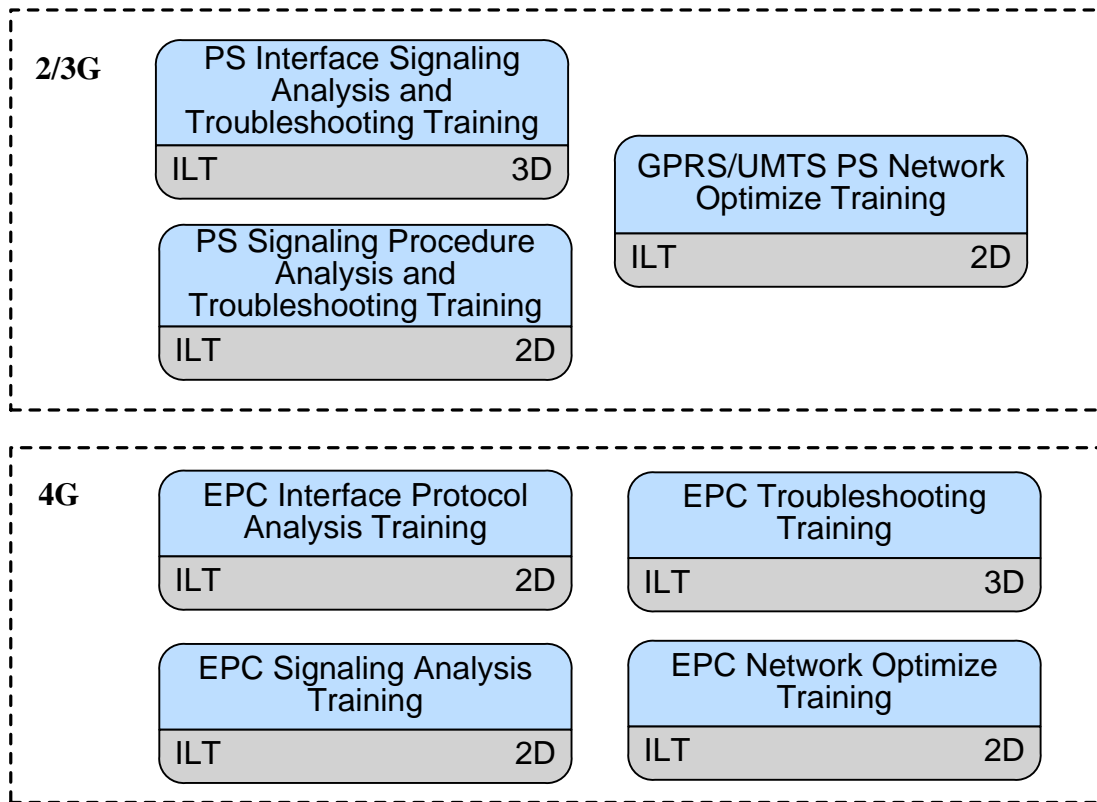 2/3G
PS Interface Signaling
Analysis and
Troubleshooting Training
ILT 3D
PS Signaling Procedure
Analysis and
Troubleshooting Training
ILT 2D
GPRS/UMTS PS Network
Optimize Training
ILT 2D
4G
EPC Interface Protocol
Analysis Training
ILT 2D
EPC Troubleshooting
Training
ILT 3D
EPC Signaling Analysis
Training
ILT 2D
EPC Network Optimize
Training
ILT 2D